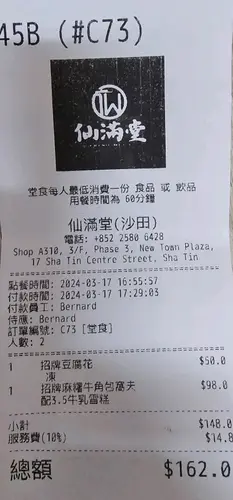 45B (#C73)
仙滿堂
堂食每人最低消費一份 食品 或 飲品
用餐時間為 60分鐘
仙滿堂(沙田)
電話: +852 2580 6428
Shop A310, 3/F, Phase 3, New Town Plaza,
17 Sha Tin Centre Street, Sha Tin
點餐時間: 2024-03-17 16:55:57
付款時間: 2024-03-17 17:29:03
付款員工: Bernard
侍應: Bernard
訂單編號: C73 [堂食]
人數: 2
1 招牌豆腐花 $50.0
凍
1 招牌麻糬牛角包窩夫 $98.0
配3.5牛乳雪糕
小計 $148.0
服務費(10%) $14.8
總額 $162.0